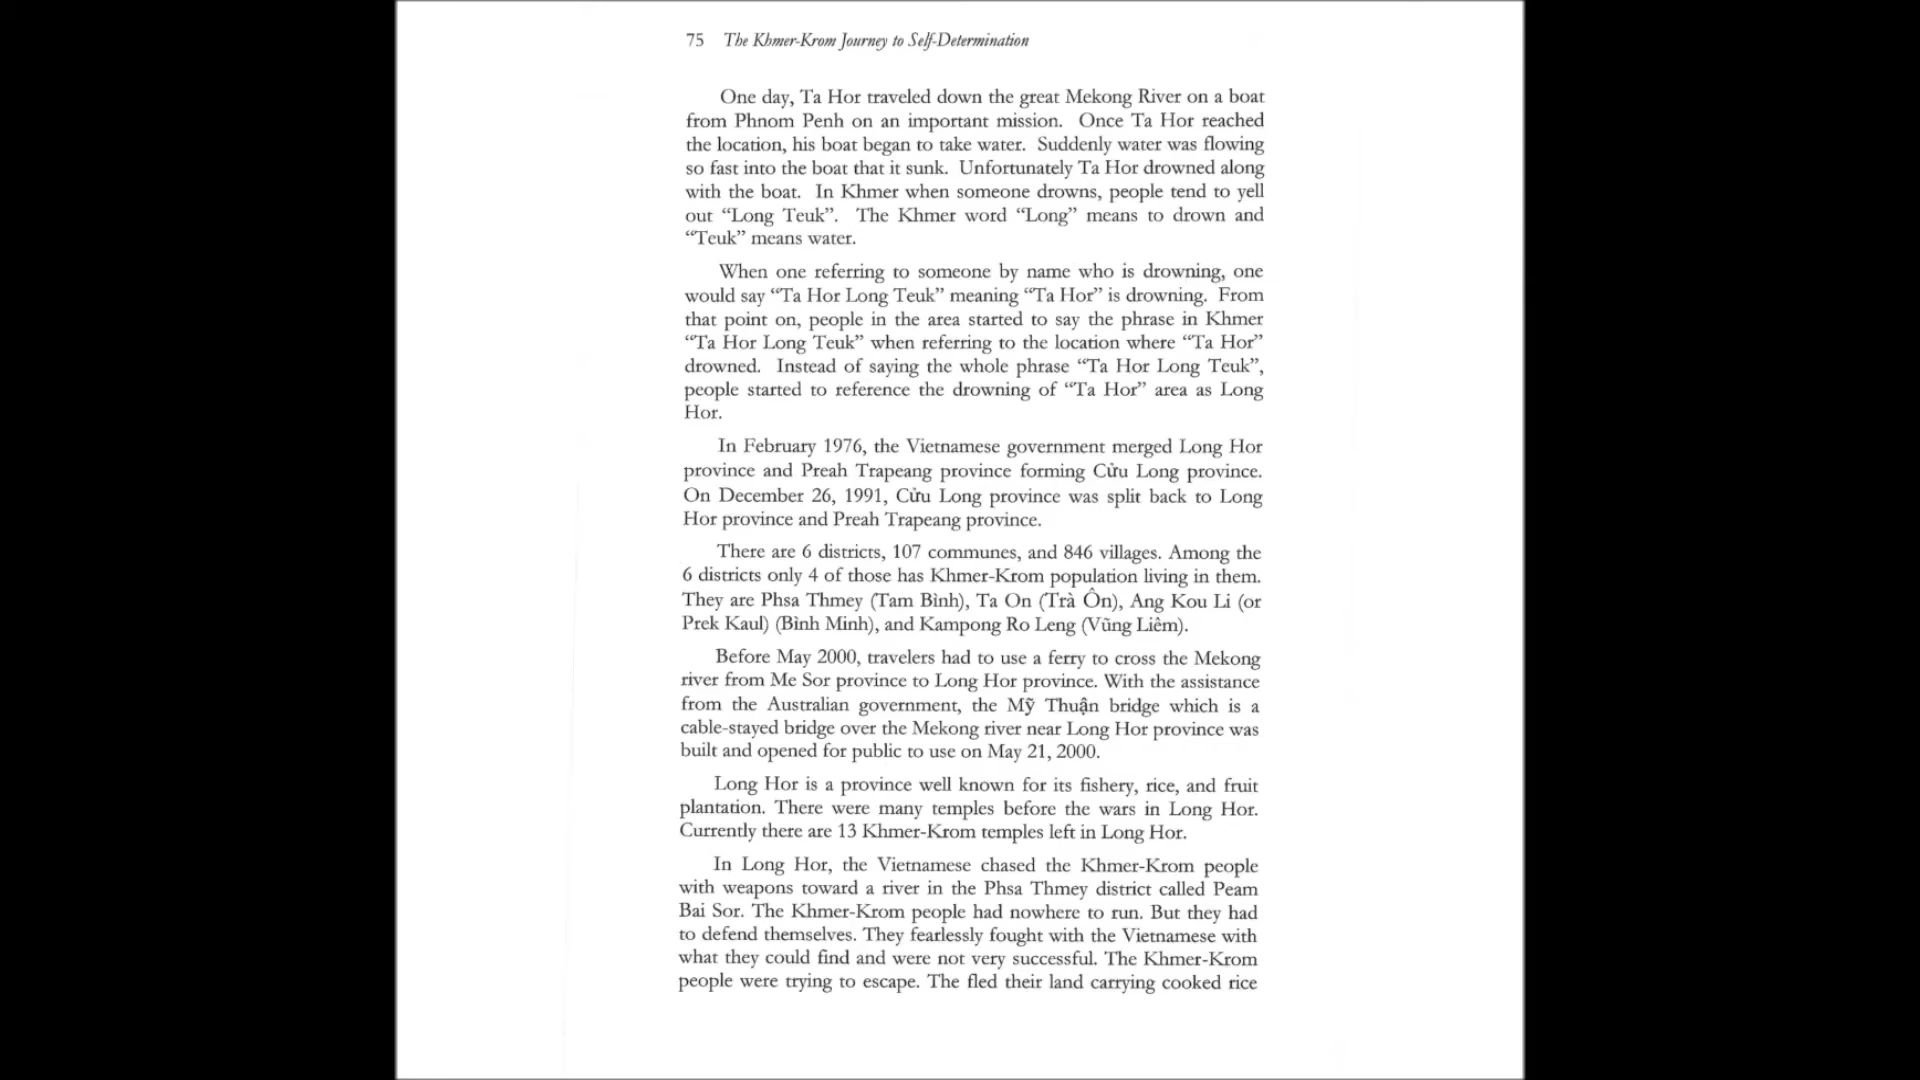 75 The Khmer-Krom Journey to Self-Determination
One day, Ta Hor traveled down the great Mekong River on a boat
from Phnom Penh on an important mission. Once Ta Hor reached
the location, his boat began to take water. Suddenly water was flowing
so fast into the boat that it sunk. Unfortunately Ta Hor drowned along
with the boat. In Khmer when someone drowns, people tend to yell
out “Long Teuk”. The Khmer word “Long” means to drown and
“Teuk” means water.
When one referring to someone by name who is drowning, one
would say “Ta Hor Long Teuk” meaning “Ta Hor” is drowning. From
that point on, people in the area started to say the phrase in Khmer
“Ta Hor Long Teuk” when referring to the location where “Ta Hor”
drowned. Instead of saying the whole phrase “Ta Hor Long Teuk”,
people started to reference the drowning of “Ta Hor” area as Long
Hor.
In February 1976, the Vietnamese government merged Long Hor
province and Preah Trapeang province forming Cửu Long province.
On December 26, 1991, Cửu Long province was split back to Long
Hor province and Preah Trapeang province.
There are 6 districts, 107 communes, and 846 villages. Among the
6 districts only 4 of those has Khmer-Krom population living in them.
They are Phsa Thmey (Tam Bình), Ta On (Trà Ôn), Ang Kou Li (or
Prek Kaul) (Bình Minh), and Kampong Ro Leng (Vũng Liêm).
Before May 2000, travelers had to use a ferry to cross the Mekong
river from Me Sor province to Long Hor province. With the assistance
from the Australian government, the Mỹ Thuận bridge which is a
cable-stayed bridge over the Mekong river near Long Hor province was
built and opened for public to use on May 21, 2000.
Long Hor is a province well known for its fishery, rice, and fruit
plantation. There were many temples before the wars in Long Hor.
Currently there are 13 Khmer-Krom temples left in Long Hor.
In Long Hor, the Vietnamese chased the Khmer-Krom people
with weapons toward a river in the Phsa Thmey district called Peam
Bai Sor. The Khmer-Krom people had nowhere to run. But they had
to defend themselves. They fearlessly fought with the Vietnamese with
what they could find and were not very successful. The Khmer-Krom
people were trying to escape. The fled their land carrying cooked rice